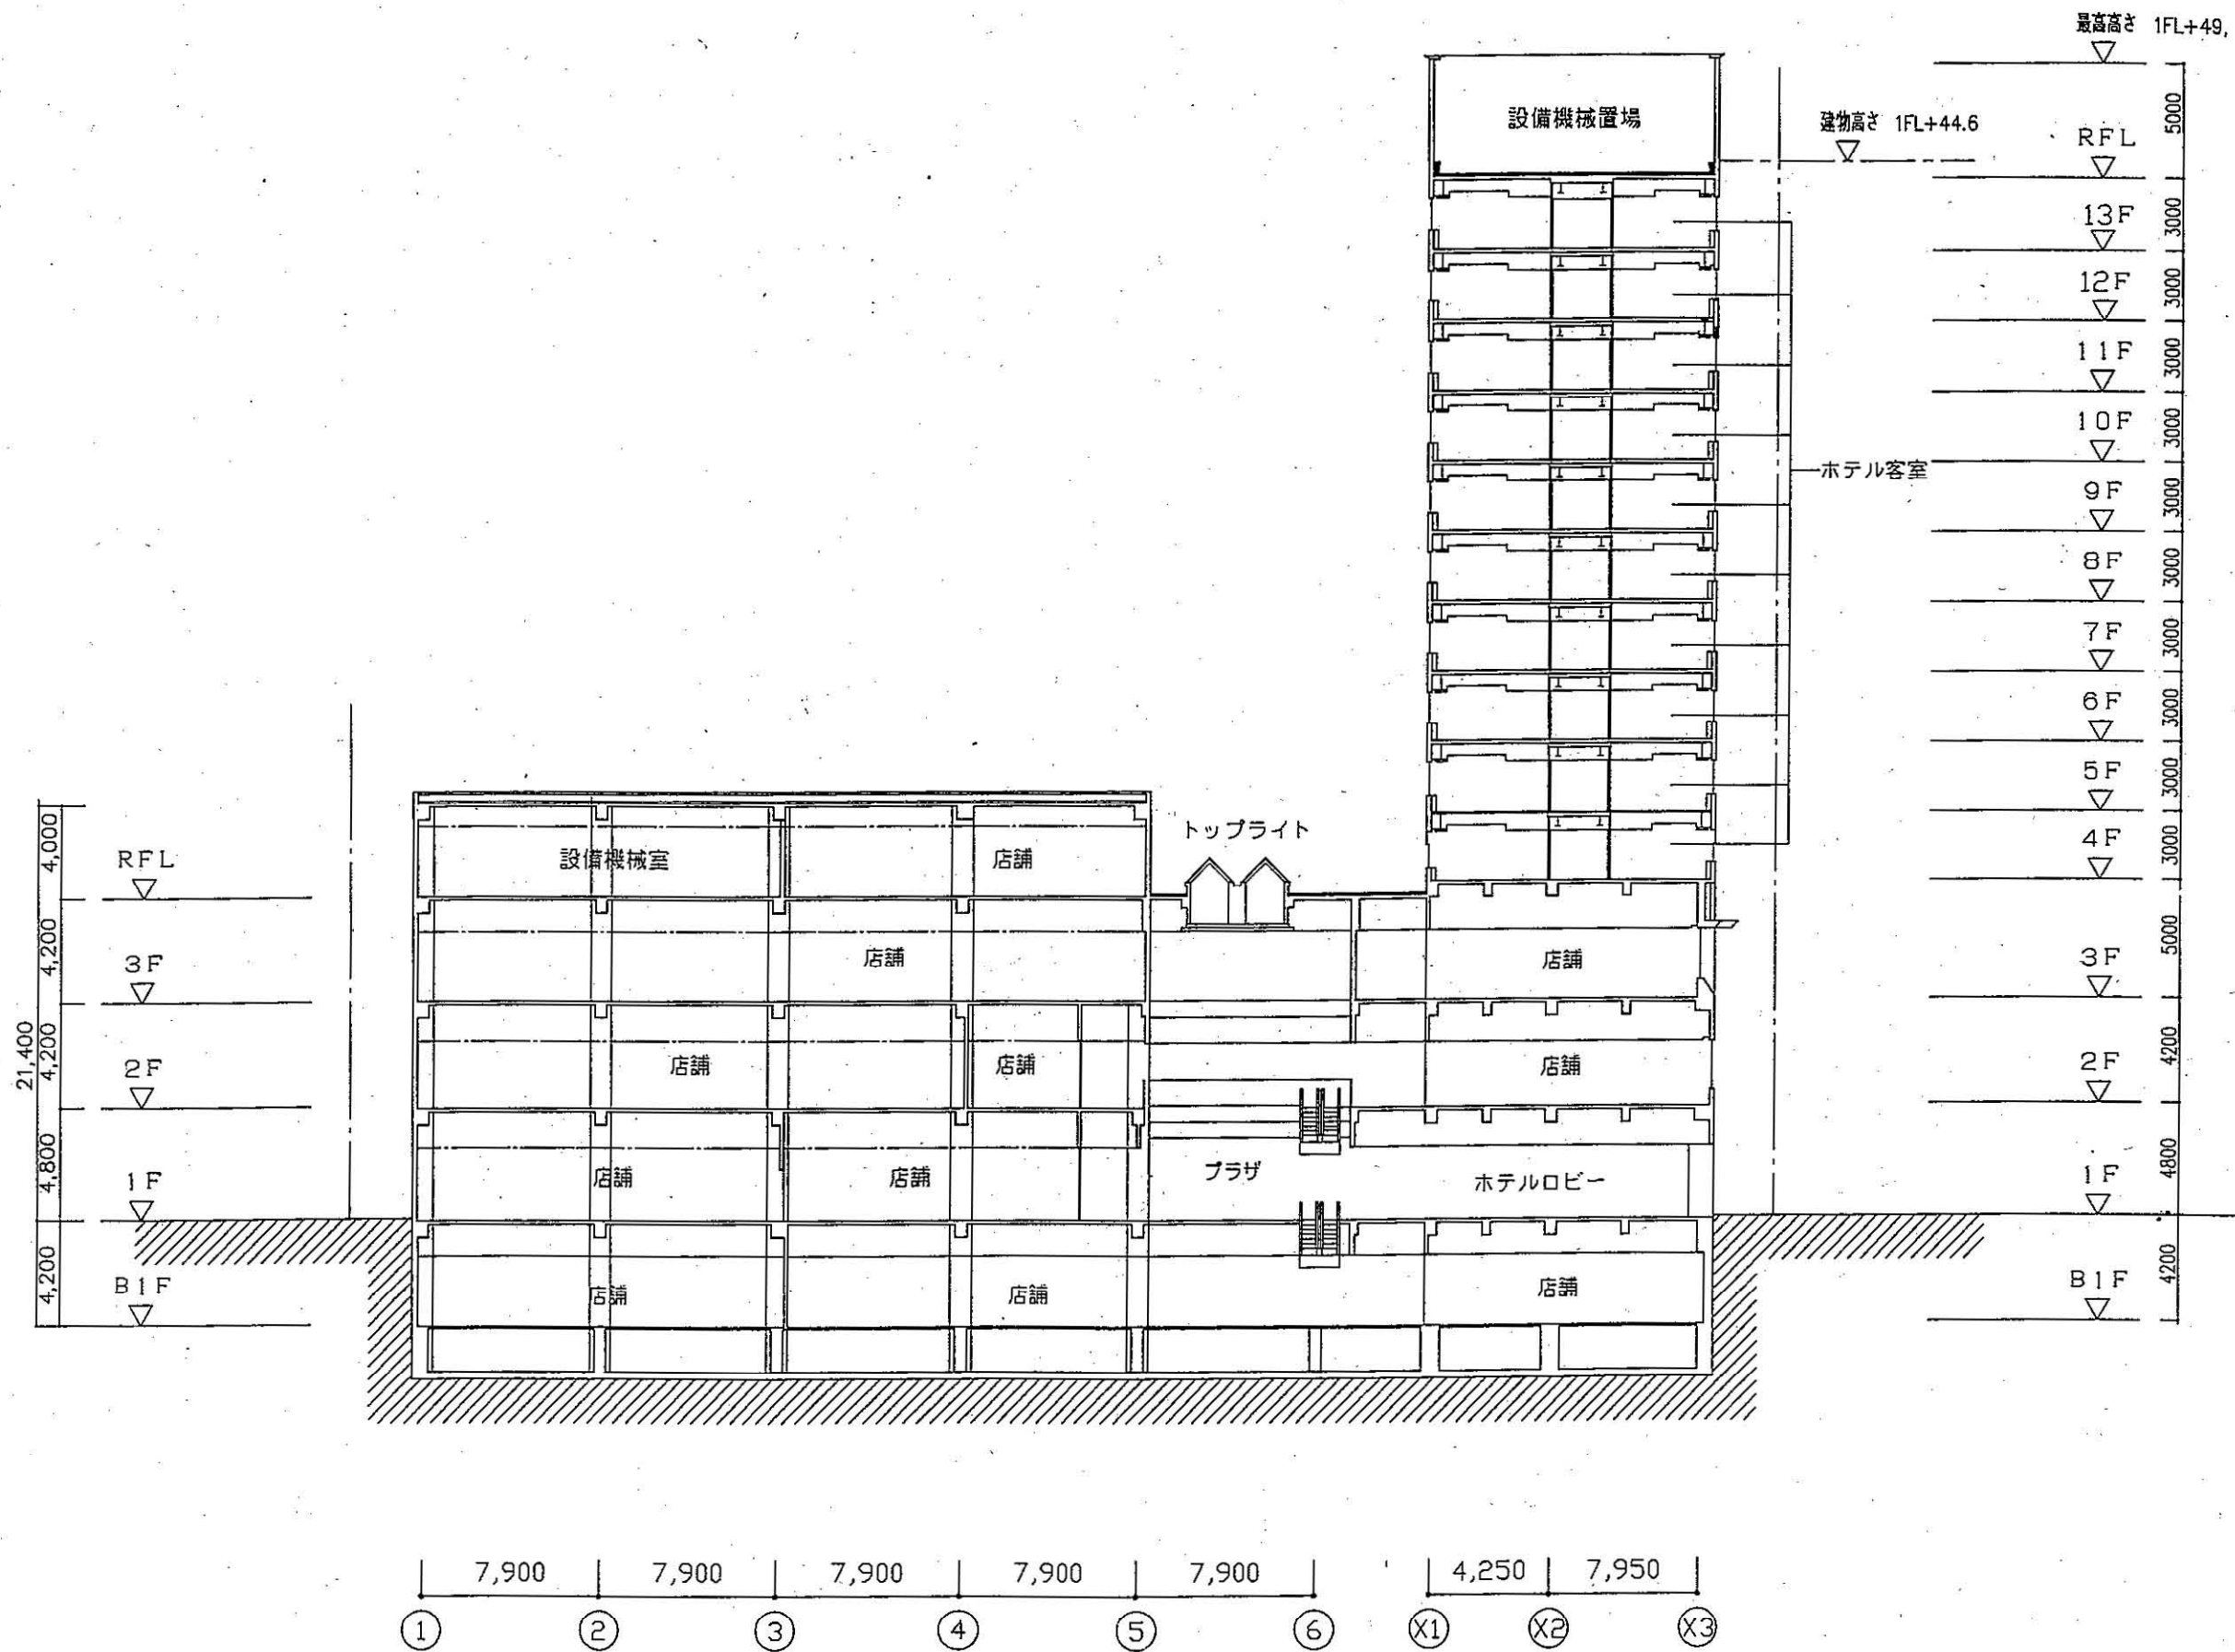 最高高さ 1FL+49,
設備機械置場
建物高さ 1FL+44.6
RFL
5000
13F
3000
12F
3000
11F
3000
10F
3000
ホテル客室
9F
3000
8F
3000
7F
3000
6F
3000
5F
3000
4F
3000
トップライト
4,000
設備機械室
店舗
RFL
4,200
店舗
店舗
3F
5000
3F
21,400
4,200
店舗
店舗
店舗
2F
4200
2F
4,800
店舗
店舗
プラザ
ホテルロビー
1F
4800
1F
4,200
店舗
店舗
店舗
B1F
4200
B1F
7,900
7,900
7,900
7,900
7,900
4,250
7,950
1
2
3
4
5
6
X1
X2
X3